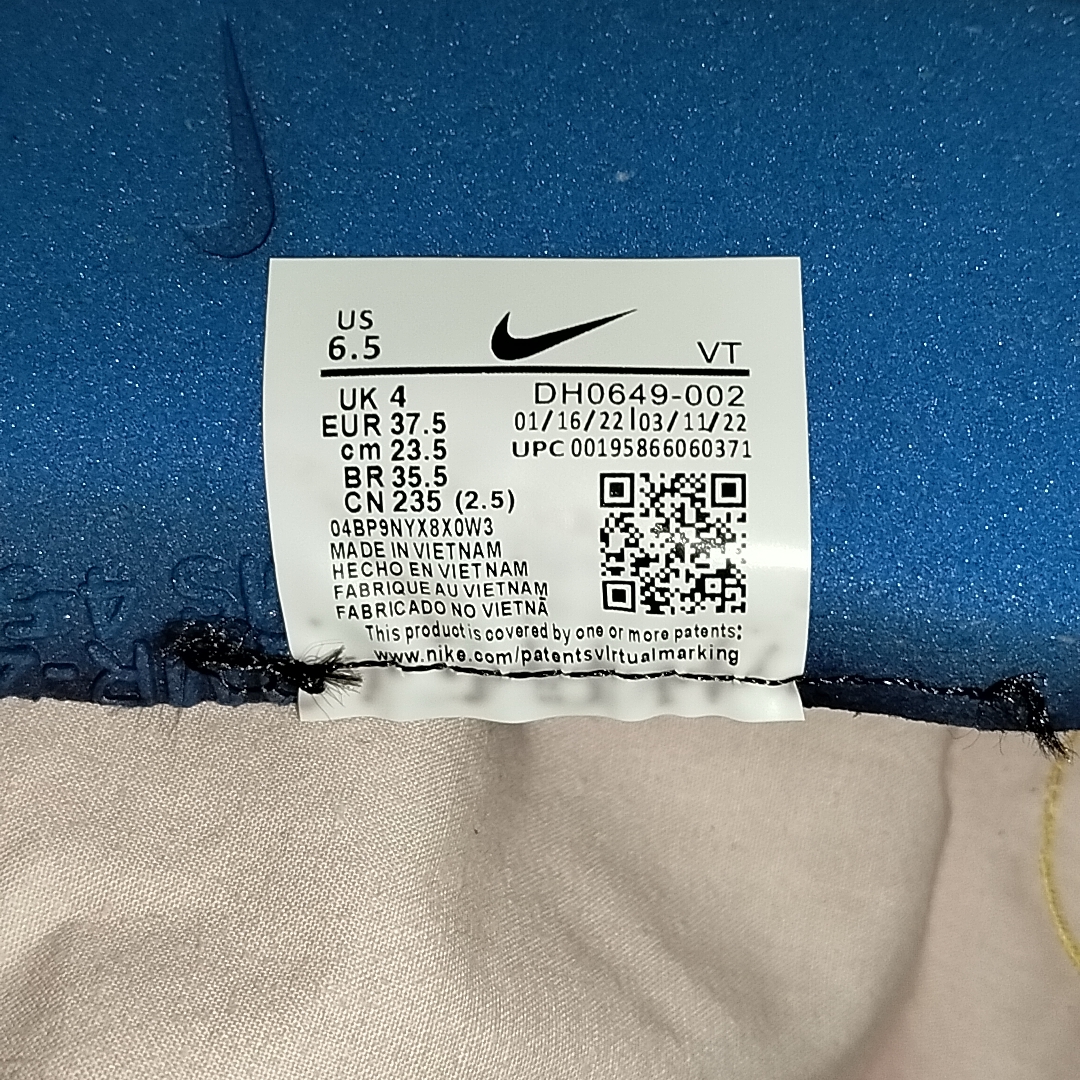 US
6.5
VT
UK 4
EUR 37.5
cm 23.5
BR 35.5
CN 235 (2.5)
DH0649-002
01/16/22|03/11/22
UPC 00195866060371
04BP9NYX8X0W3
MADE IN VIETNAM
HECHO EN VIETNAM
FABRIQUE AU VIETNAM
FABRICADO NO VIETNÃ
This product is covered by one or more patents:
www.nike.com/patentsvirtualmarking